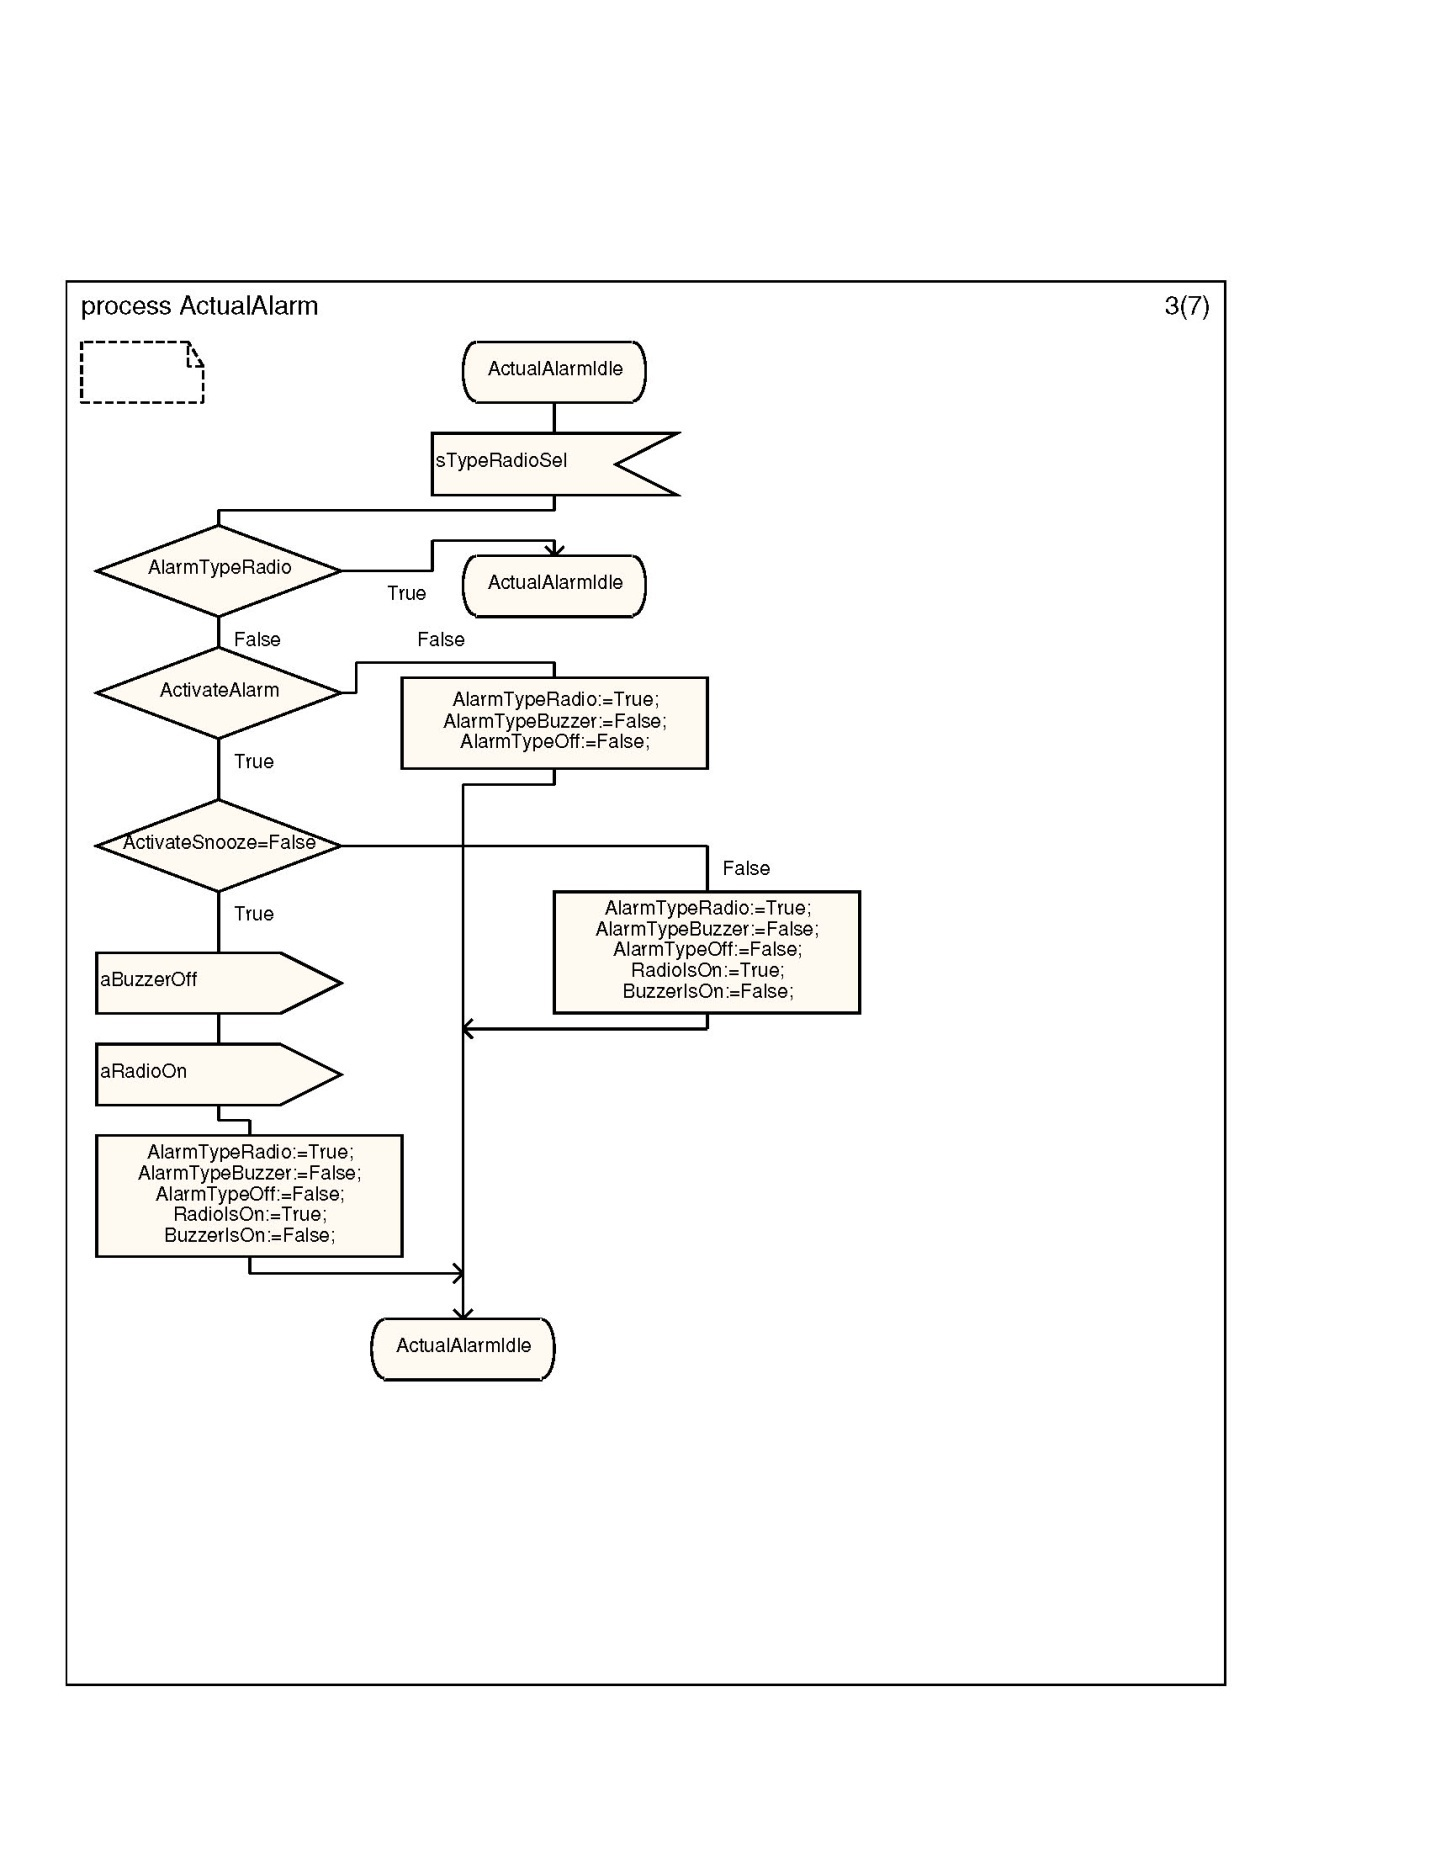 process ActualAlarm
3(7)
ActualAlarmIdle
sTypeRadioSel
AlarmTypeRadio
True
ActualAlarmIdle
False
False
ActivateAlarm
AlarmTypeRadio:=True;
AlarmTypeBuzzer:=False;
AlarmTypeOff:=False;
True
ActivateSnooze=False
False
True
AlarmTypeRadio:=True;
AlarmTypeBuzzer:=False;
AlarmTypeOff:=False;
RadioIsOn:=True;
BuzzerIsOn:=False;
aBuzzerOff
aRadioOn
AlarmTypeRadio:=True;
AlarmTypeBuzzer:=False;
AlarmTypeOff:=False;
RadioIsOn:=True;
BuzzerIsOn:=False;
ActualAlarmIdle